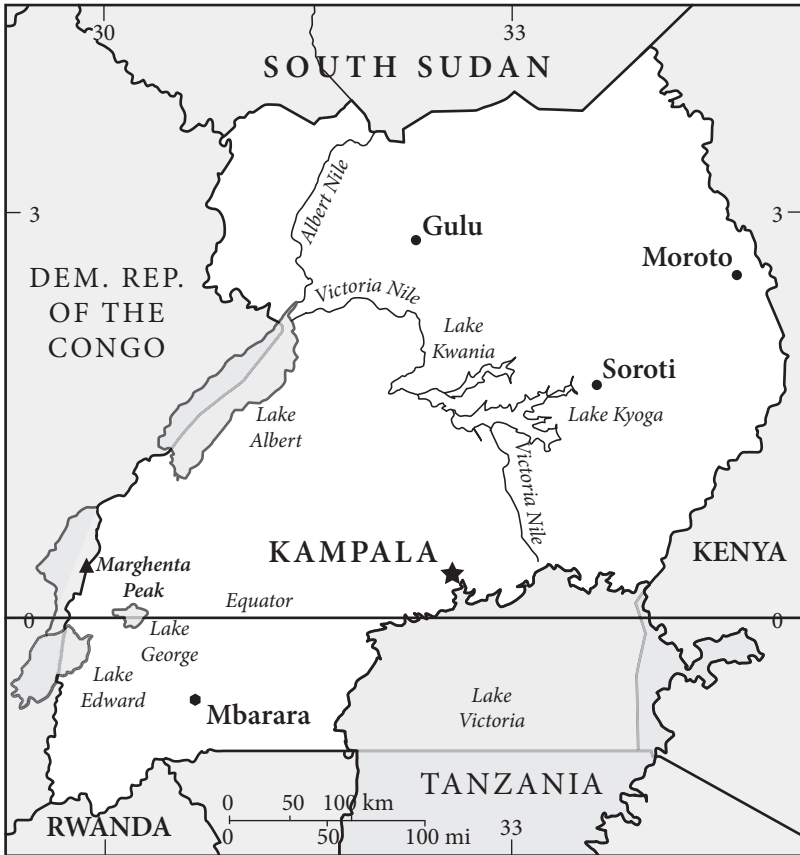 30
33
SOUTH SUDAN
Albert Nile
3
3
Gulu
Moroto
DEM. REP.
OF THE
CONGO
Victoria Nile
Lake
Kwania
Soroti
Lake Kyoga
Lake
Albert
Victoria Nile
KAMPALA
KENYA
Marghenta
Peak
Equator
0
0
Lake
George
Lake
Edward
Mbarara
Lake
Victoria
TANZANIA
RWANDA
0 50 100 km
0 50 100 mi
33